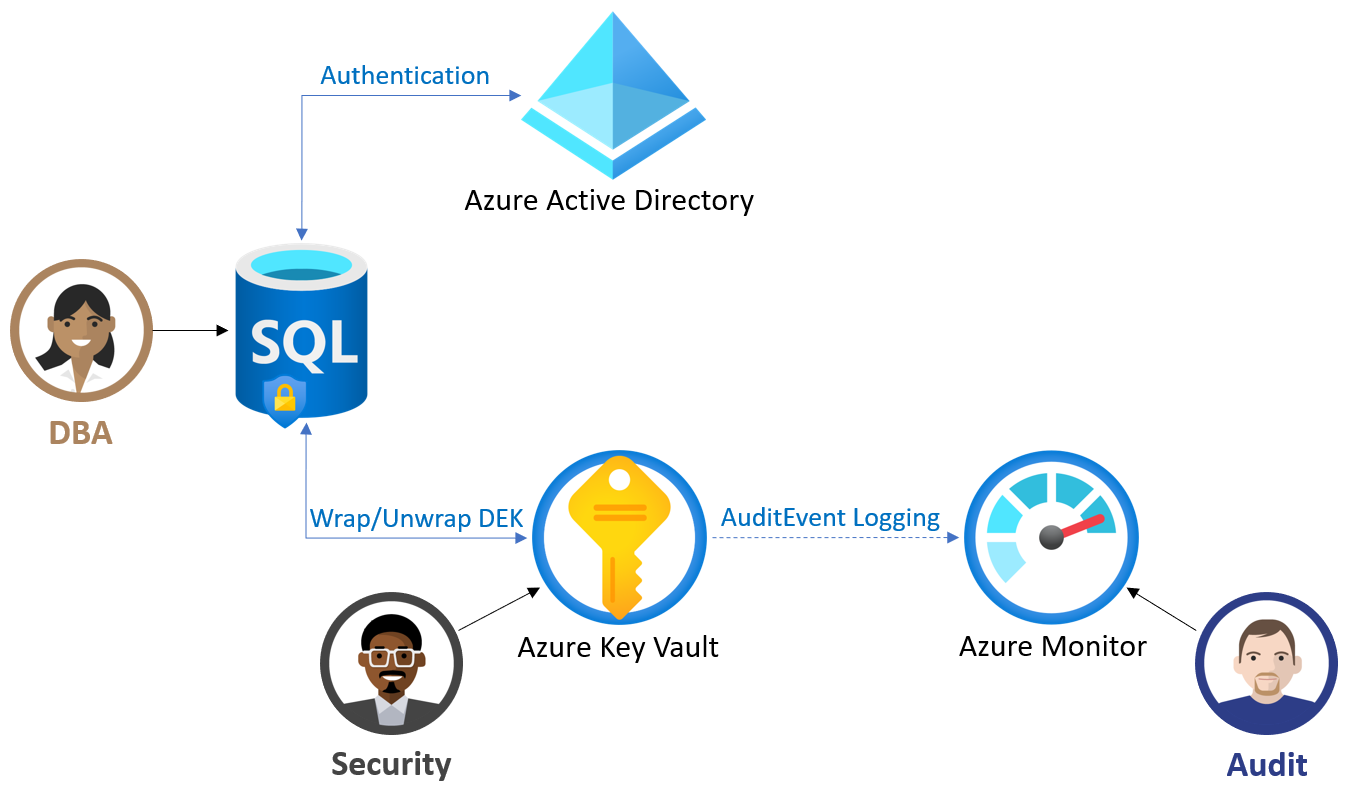 Authentication
Azure Active Directory
SQL
DBA
Wrap/Unwrap DEK
AuditEvent Logging
Azure Key Vault
Azure Monitor
Security
Audit